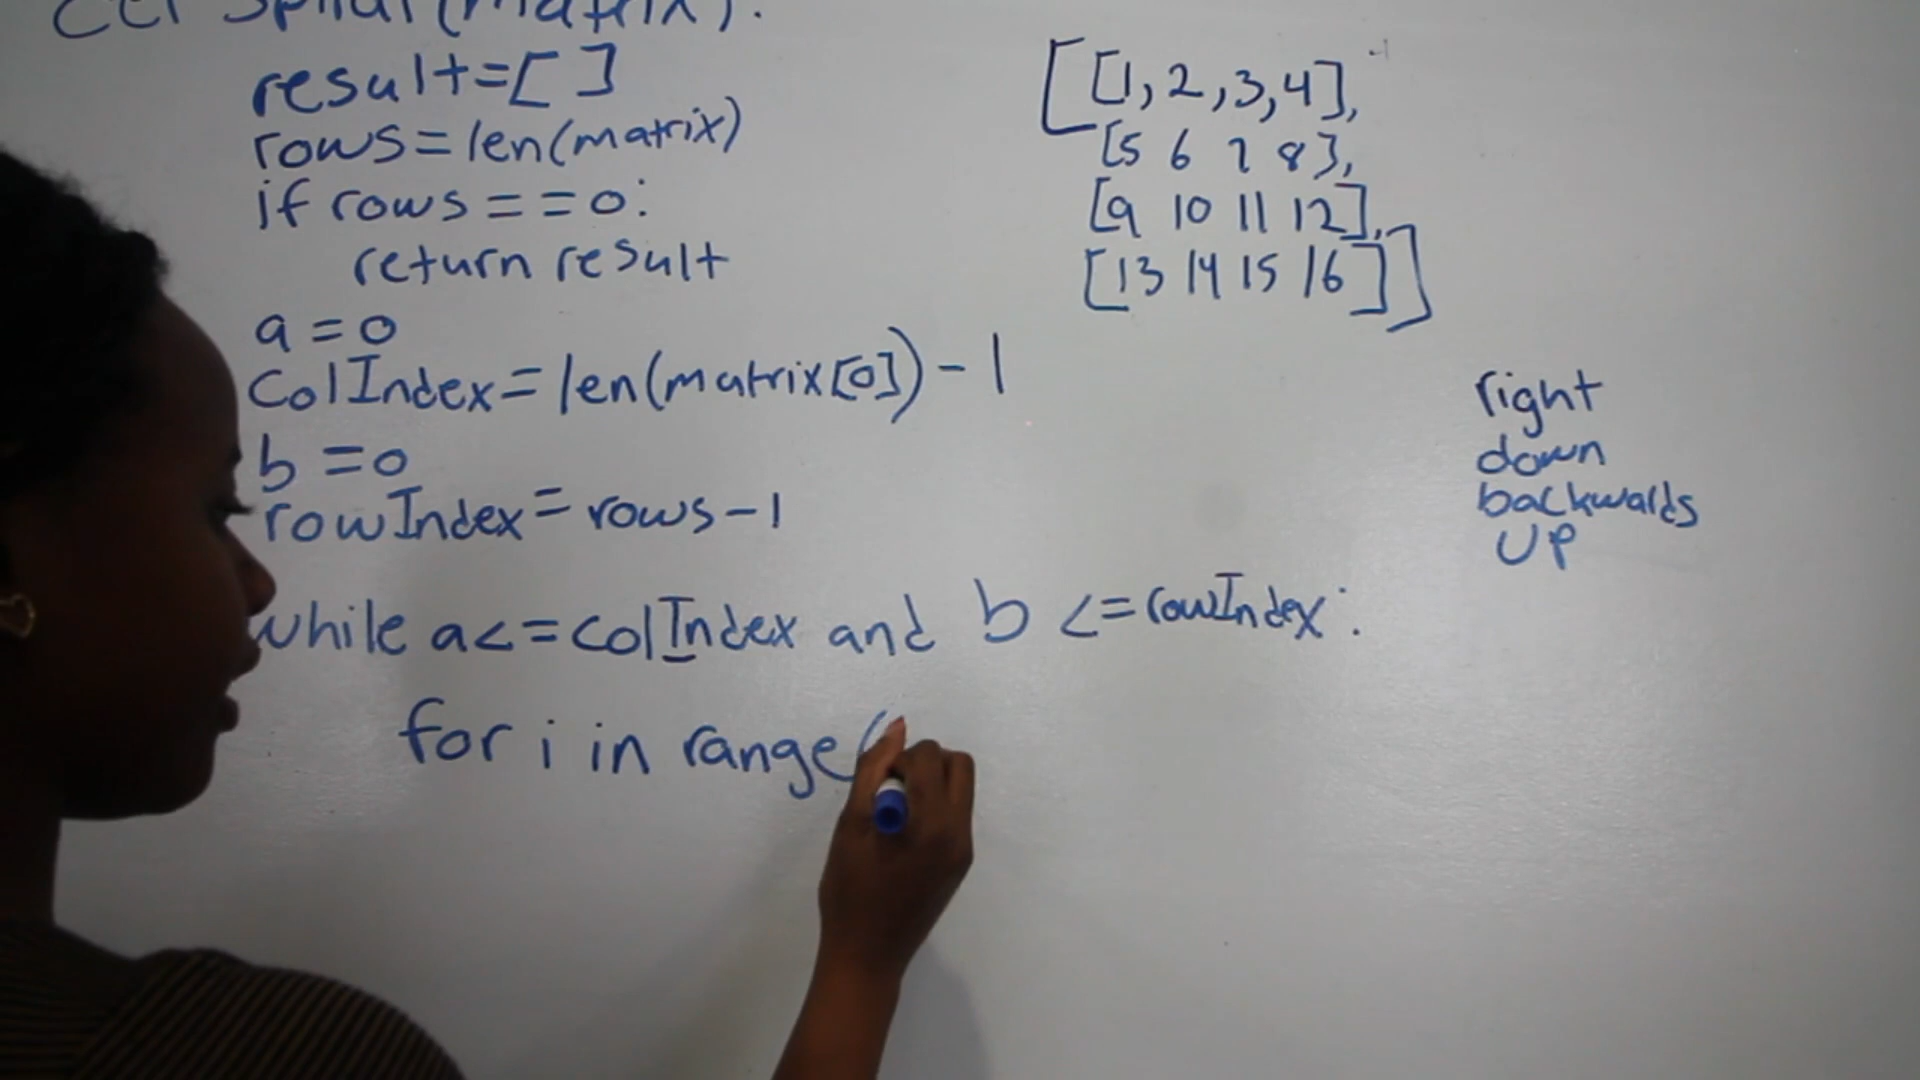 Spiral(matrix):
result=[ ]
rows=len(matrix)
if rows==0:
return result
a=0
ColIndex=len(matrix[0])-1
b=0
rowIndex=rows-1
while a<=colIndex and b<=rowIndex:
for i in range(
[[1,2,3,4],
[5 6 7 8],
[9 10 11 12],
[13 14 15 16]]
right
down
backwards
UP